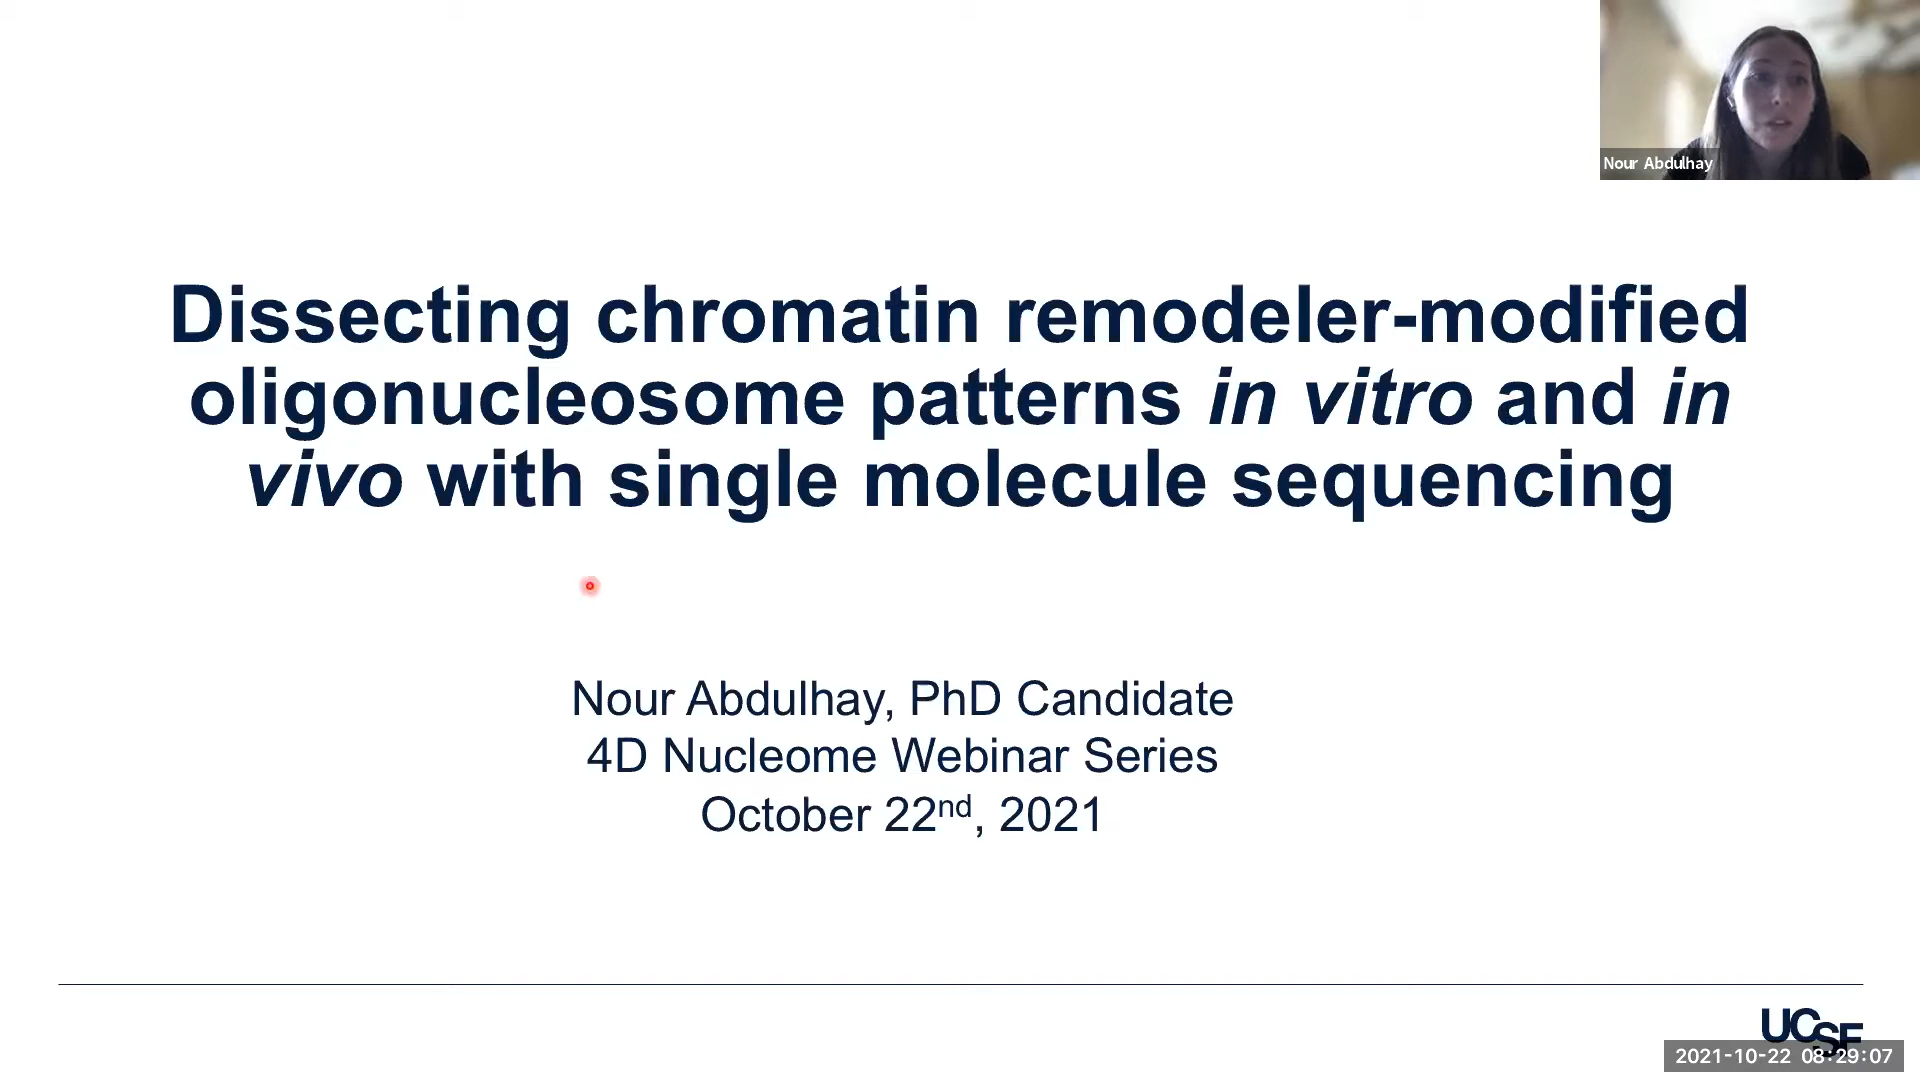 Nour Abdulhay
Dissecting chromatin remodeler-modified
oligonucleosome patterns in vitro and in
vivo with single molecule sequencing
Nour Abdulhay, PhD Candidate
4D Nucleome Webinar Series
October 22nd, 2021
UCSF
2021-10-22 08:29:07